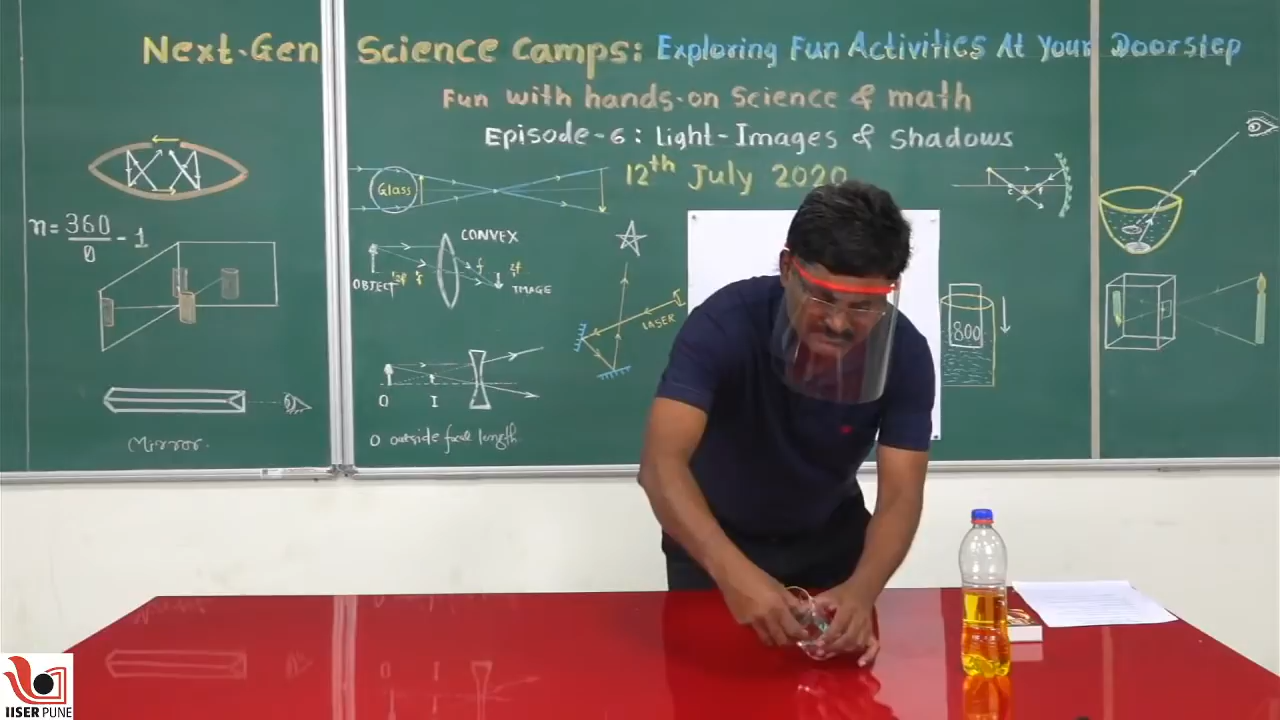 Next-Gen Science Camps: Exploring Fun Activities At Your Doorstep
Fun with hands-on Science & math
Episode-6: Light-Images & Shadows
12th July 2020
Glass
n = 360/θ - 1
CONVEX
OBJECT 2f f f 2f IMAGE
LASER
800
C F
O I
O outside focal length
Mirror.
IISER PUNE